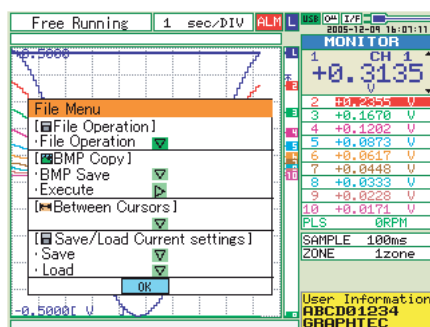 Free Running 1 sec/DIV ALM L USB I/F
2005-12-09 16:01:11
MONITOR
+0.5000
1 CH 1
+0.3135
V
2 +0.2355 V
3 +0.1670 V
4 +0.1202 V
5 +0.0873 V
6 +0.0617 V
7 +0.0448 V
8 +0.0333 V
9 +0.0228 V
10 +0.0171 V
PLS 0RPM
SAMPLE 100ms
ZONE 1zone
User Information
ABCD01234
GRAPHTEC
File Menu
[File Operation]
·File Operation
[BMP Copy]
·BMP Save
·Execute
[Between Cursors]
[Save/Load Current settings]
·Save
·Load
OK
-0.5000[ V ]